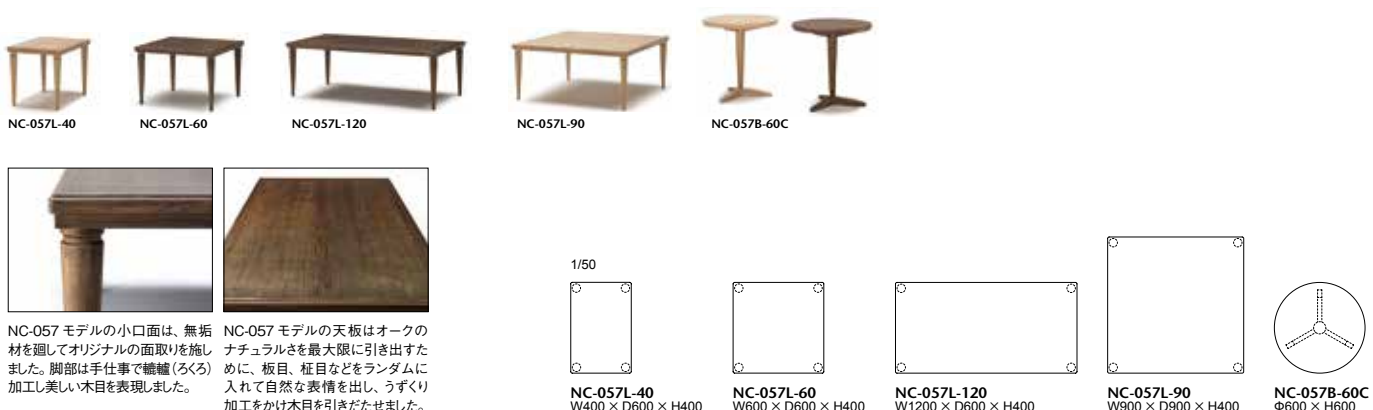 NC-057L-40
NC-057L-60
NC-057L-120
NC-057L-90
NC-057B-60C
NC-057 モデルの小口面は、無垢
材を廻してオリジナルの面取りを施し
ました。脚部は手仕事で轆轤（ろくろ）
加工し美しい木目を表現しました。
NC-057 モデルの天板はオークの
ナチュラルさを最大限に引き出すた
めに、板目、柾目などをランダムに
入れて自然な表情を出し、うずくり
加工をかけ木目を引きだたせました。
1/50
NC-057L-40
W400 × D600 × H400
NC-057L-60
W600 × D600 × H400
NC-057L-120
W1200 × D600 × H400
NC-057L-90
W900 × D900 × H400
NC-057B-60C
Φ600 × H600